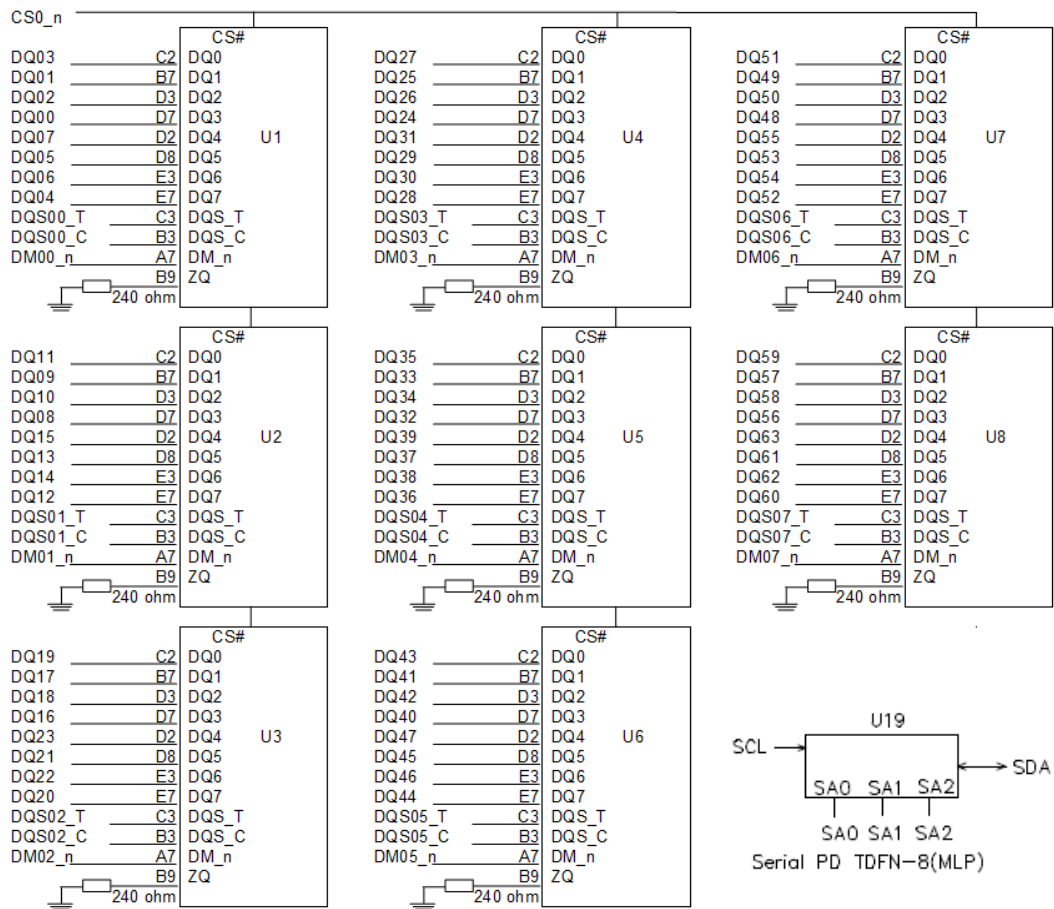 CS0_n
CS#
DQ03 C2 DQ0
DQ01 B7 DQ1
DQ02 D3 DQ2
DQ00 D7 DQ3
DQ07 D2 DQ4 U1
DQ05 D8 DQ5
DQ06 E3 DQ6
DQ04 E7 DQ7
DQS00_T C3 DQS_T
DQS00_C B3 DQS_C
DM00_n A7 DM_n
B9 ZQ
240 ohm
CS#
DQ11 C2 DQ0
DQ09 B7 DQ1
DQ10 D3 DQ2
DQ08 D7 DQ3
DQ15 D2 DQ4 U2
DQ13 D8 DQ5
DQ14 E3 DQ6
DQ12 E7 DQ7
DQS01_T C3 DQS_T
DQS01_C B3 DQS_C
DM01_n A7 DM_n
B9 ZQ
240 ohm
CS#
DQ19 C2 DQ0
DQ17 B7 DQ1
DQ18 D3 DQ2
DQ16 D7 DQ3
DQ23 D2 DQ4 U3
DQ21 D8 DQ5
DQ22 E3 DQ6
DQ20 E7 DQ7
DQS02_T C3 DQS_T
DQS02_C B3 DQS_C
DM02_n A7 DM_n
B9 ZQ
240 ohm
CS#
DQ27 C2 DQ0
DQ25 B7 DQ1
DQ26 D3 DQ2
DQ24 D7 DQ3
DQ31 D2 DQ4 U4
DQ29 D8 DQ5
DQ30 E3 DQ6
DQ28 E7 DQ7
DQS03_T C3 DQS_T
DQS03_C B3 DQS_C
DM03_n A7 DM_n
B9 ZQ
240 ohm
CS#
DQ35 C2 DQ0
DQ33 B7 DQ1
DQ34 D3 DQ2
DQ32 D7 DQ3
DQ39 D2 DQ4 U5
DQ37 D8 DQ5
DQ38 E3 DQ6
DQ36 E7 DQ7
DQS04_T C3 DQS_T
DQS04_C B3 DQS_C
DM04_n A7 DM_n
B9 ZQ
240 ohm
CS#
DQ43 C2 DQ0
DQ41 B7 DQ1
DQ42 D3 DQ2
DQ40 D7 DQ3
DQ47 D2 DQ4 U6
DQ45 D8 DQ5
DQ46 E3 DQ6
DQ44 E7 DQ7
DQS05_T C3 DQS_T
DQS05_C B3 DQS_C
DM05_n A7 DM_n
B9 ZQ
240 ohm
CS#
DQ51 C2 DQ0
DQ49 B7 DQ1
DQ50 D3 DQ2
DQ48 D7 DQ3
DQ55 D2 DQ4 U7
DQ53 D8 DQ5
DQ54 E3 DQ6
DQ52 E7 DQ7
DQS06_T C3 DQS_T
DQS06_C B3 DQS_C
DM06_n A7 DM_n
B9 ZQ
240 ohm
CS#
DQ59 C2 DQ0
DQ57 B7 DQ1
DQ58 D3 DQ2
DQ56 D7 DQ3
DQ63 D2 DQ4 U8
DQ61 D8 DQ5
DQ62 E3 DQ6
DQ60 E7 DQ7
DQS07_T C3 DQS_T
DQS07_C B3 DQS_C
DM07_n A7 DM_n
B9 ZQ
240 ohm
U19
SCL SDA
SA0 SA1 SA2
SA0 SA1 SA2
Serial PD TDFN-8(MLP)